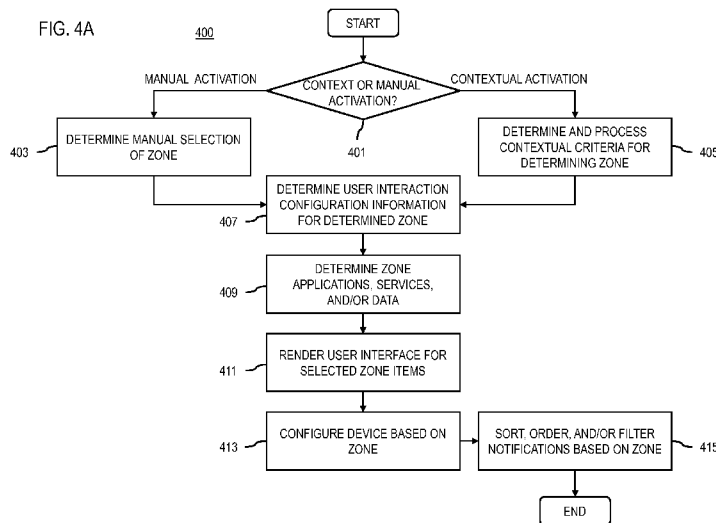 FIG. 4A
400
START
MANUAL ACTIVATION
CONTEXT OR MANUAL
ACTIVATION?
CONTEXTUAL ACTIVATION
401
403
DETERMINE MANUAL SELECTION
OF ZONE
DETERMINE AND PROCESS
CONTEXTUAL CRITERIA FOR
DETERMINING ZONE
405
DETERMINE USER INTERACTION
CONFIGURATION INFORMATION
FOR DETERMINED ZONE
407
DETERMINE ZONE
APPLICATIONS, SERVICES,
AND/OR DATA
409
RENDER USER INTERFACE FOR
SELECTED ZONE ITEMS
411
CONFIGURE DEVICE BASED ON
ZONE
413
SORT, ORDER, AND/OR FILTER
NOTIFICATIONS BASED ON ZONE
415
END